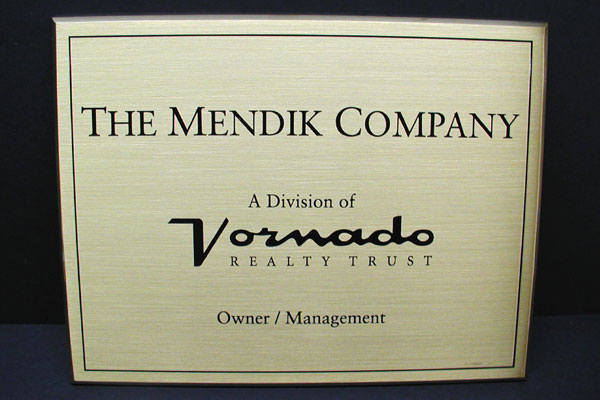 THE MENDIK COMPANY
A Division of
Vornado
REALTY TRUST
Owner / Management